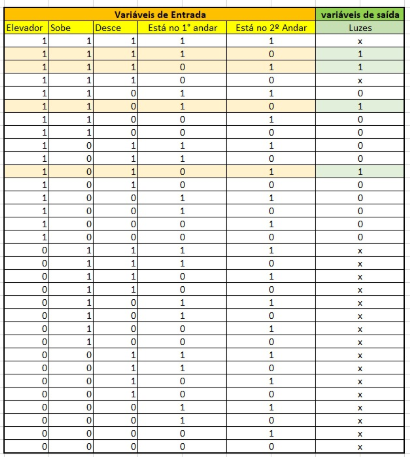 Variáveis de Entrada variáveis de saída
Elevador Sobe Desce Está no 1° andar Está no 2º Andar Luzes
1 1 1 1 1 x
1 1 1 1 0 1
1 1 1 0 1 1
1 1 1 0 0 x
1 1 0 1 1 0
1 1 0 1 0 1
1 1 0 0 1 0
1 1 0 0 0 0
1 0 1 1 1 0
1 0 1 1 0 0
1 0 1 0 1 1
1 0 1 0 0 0
1 0 0 1 1 0
1 0 0 1 0 0
1 0 0 0 1 0
1 0 0 0 0 0
0 1 1 1 1 x
0 1 1 1 0 x
0 1 1 0 1 x
0 1 1 0 0 x
0 1 0 1 1 x
0 1 0 1 0 x
0 1 0 0 1 x
0 1 0 0 0 x
0 0 1 1 1 x
0 0 1 1 0 x
0 0 1 0 1 x
0 0 1 0 0 x
0 0 0 1 1 x
0 0 0 1 0 x
0 0 0 0 1 x
0 0 0 0 0 x